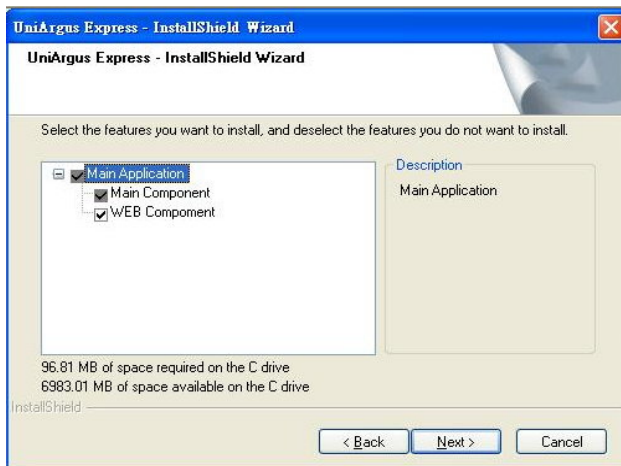 UniArgus Express - InstallShield Wizard
UniArgus Express - InstallShield Wizard
Select the features you want to install, and deselect the features you do not want to install.
Main Application
Main Component
WEB Compoment
Description
Main Application
96.81 MB of space required on the C drive
6983.01 MB of space available on the C drive
InstallShield
< Back
Next >
Cancel